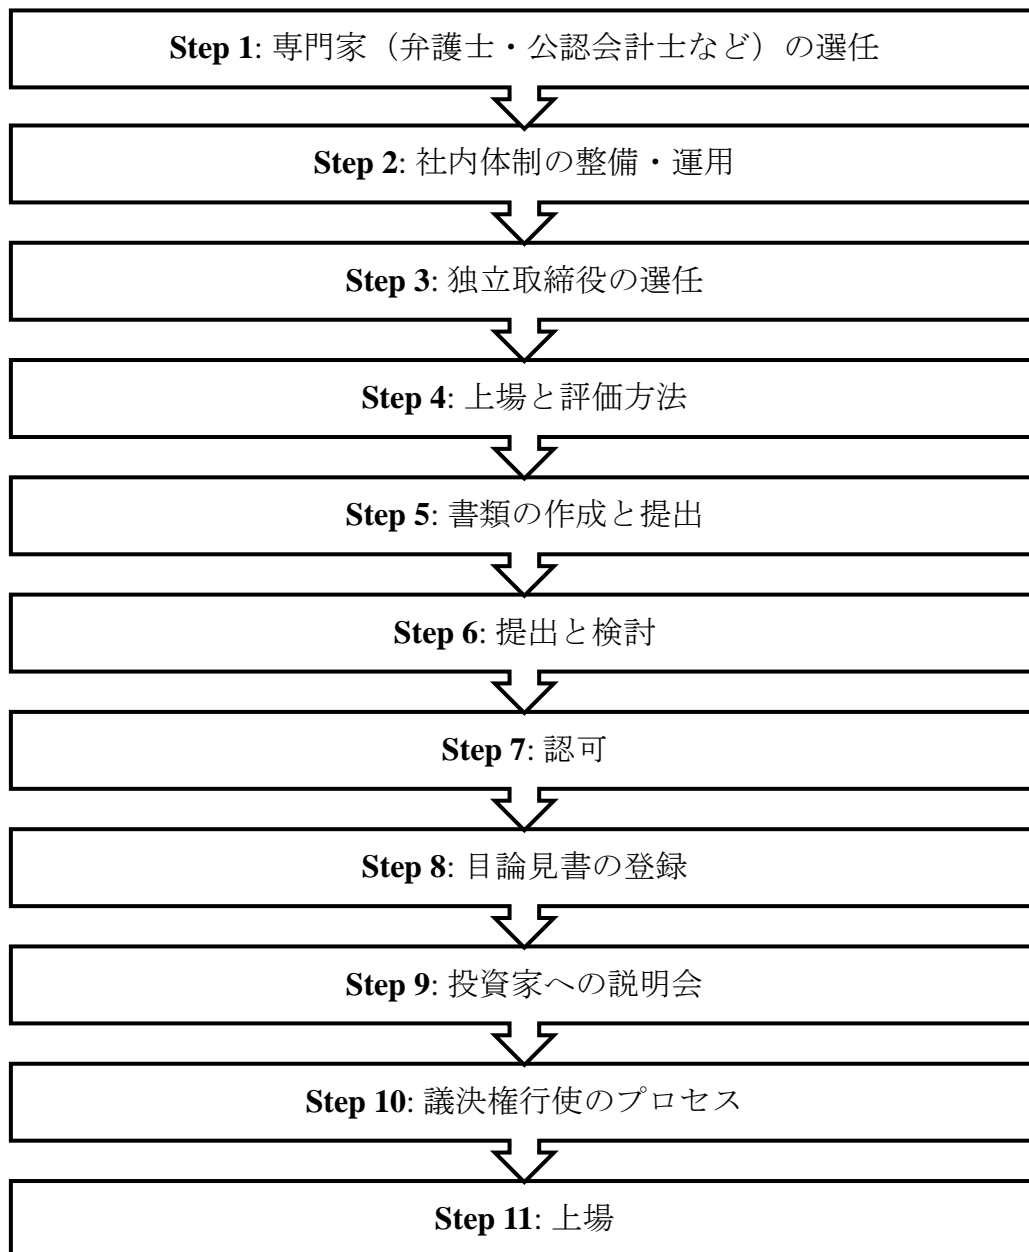 Step 1: 専門家（弁護士・公認会計士など）の選任
Step 2: 社内体制の整備・運用
Step 3: 独立取締役の選任
Step 4: 上場と評価方法
Step 5: 書類の作成と提出
Step 6: 提出と検討
Step 7: 認可
Step 8: 目論見書の登録
Step 9: 投資家への説明会
Step 10: 議決権行使のプロセス
Step 11: 上場